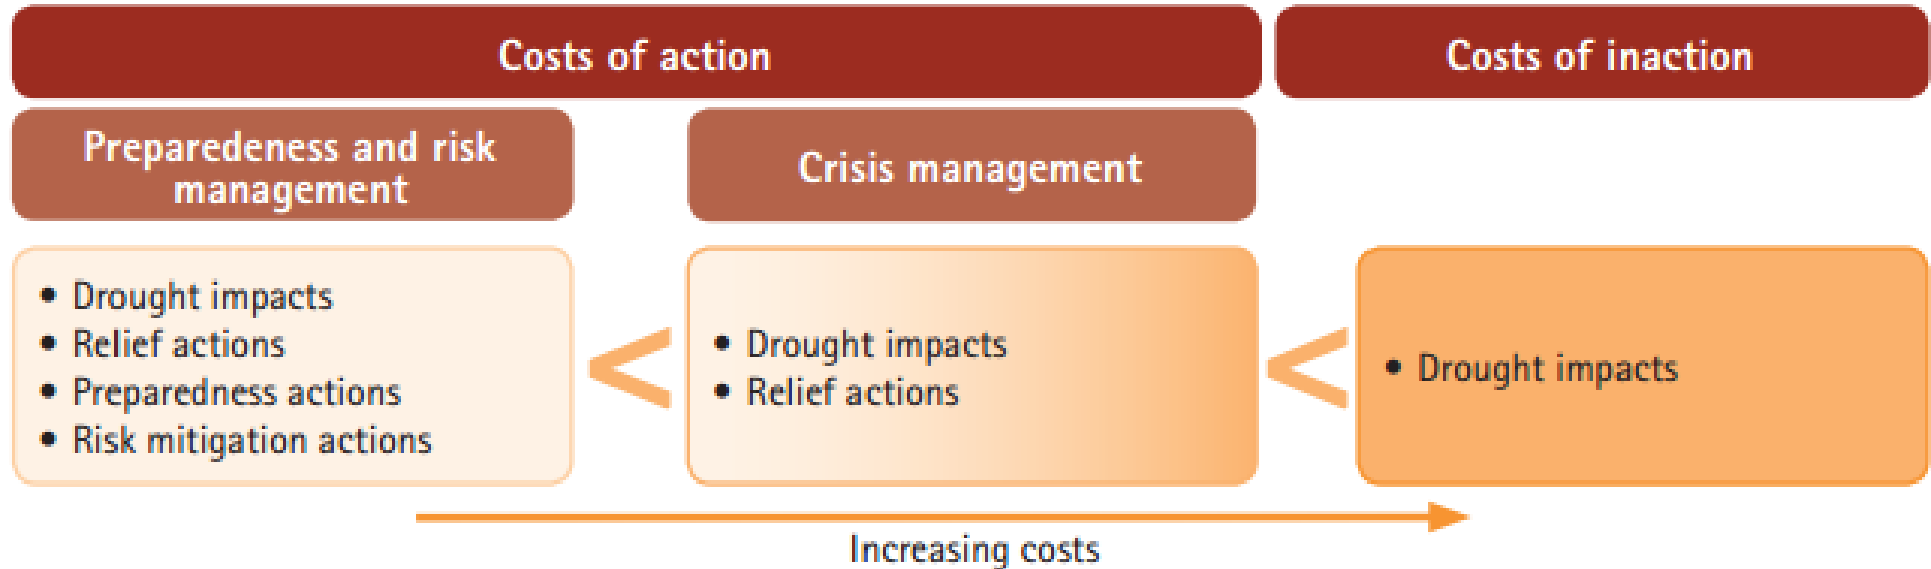 Costs of action
Costs of inaction
Preparedeness and risk
management
Crisis management
• Drought impacts
• Relief actions
• Preparedness actions
• Risk mitigation actions
<
• Drought impacts
• Relief actions
<
• Drought impacts
Increasing costs